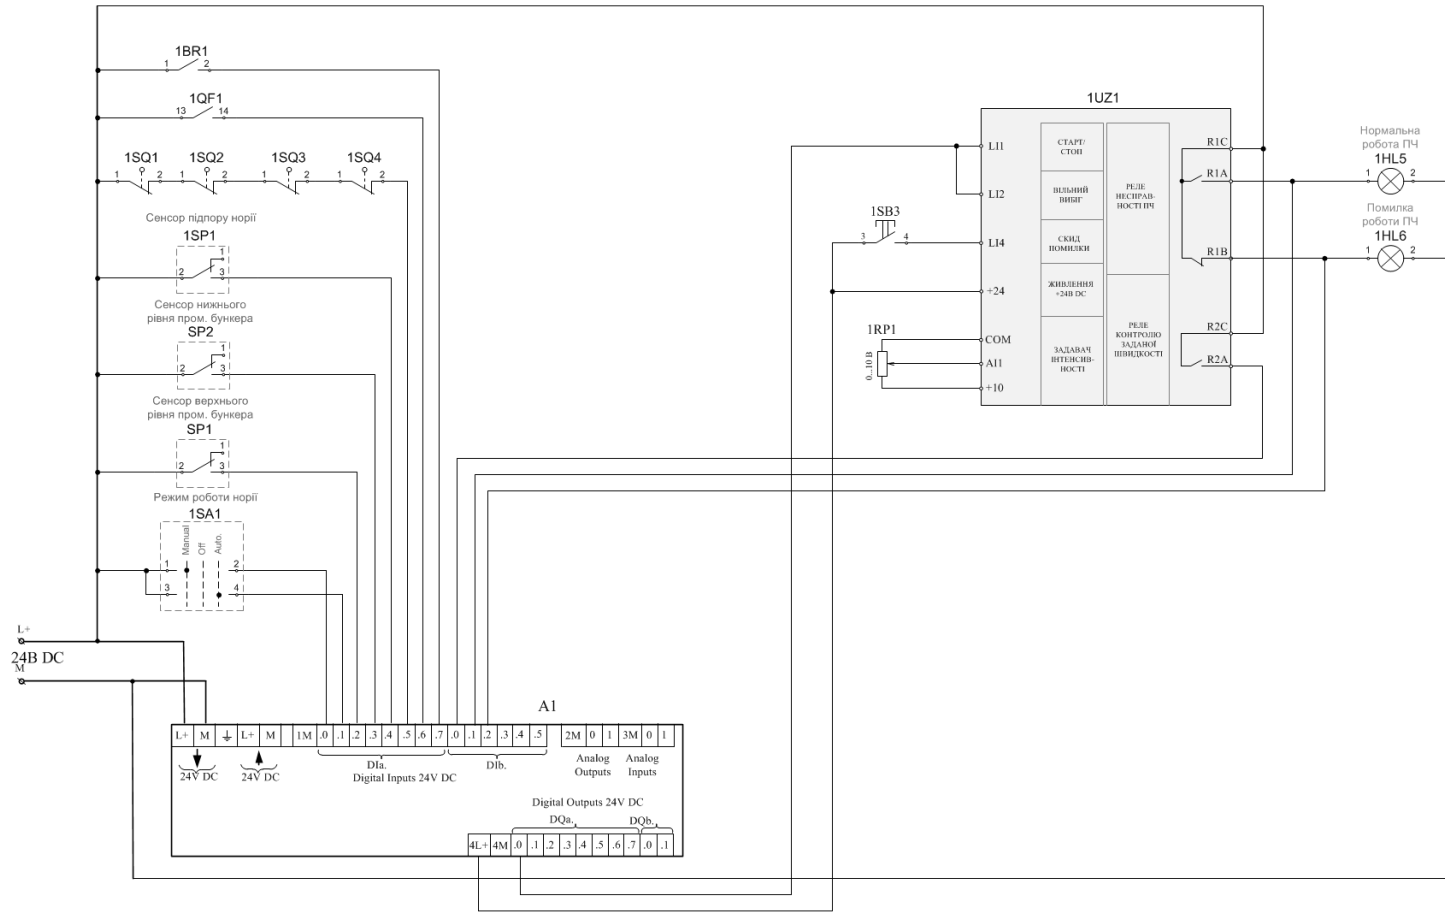 1BR1
1 2
1QF1
13 14
1SQ1 1SQ2 1SQ3 1SQ4
1 2 1 2 1 2 1 2
Сенсор підпору норії
1SP1
1
2 3
Сенсор нижнього
рівня пром. бункера
SP2
1
2 3
Сенсор верхнього
рівня пром. бункера
SP1
1
2 3
Режим роботи норії
1SA1
Manual
Off
Auto.
1 2
3 4
L+
24В DC
M
1UZ1
LI1
LI2
LI4
+24
COM
AI1
+10
СТАРТ/
СТОП
ВІЛЬНИЙ
ВИБІГ
СКИД
ПОМИЛКИ
ЖИВЛЕННЯ
+24В DC
ЗАДАВАЧ
ІНТЕНСИВ-
НОСТІ
РЕЛЕ
НЕСПРАВ-
НОСТІ ПЧ
РЕЛЕ
КОНТРОЛЮ
ЗАДАНОЇ
ШВИДКОСТІ
R1C
R1A
R1B
R2C
R2A
1SB3
3 4
1RP1
0...10 В
Нормальна
робота ПЧ
1HL5
1 2
Помилка
роботи ПЧ
1HL6
1 2
A1
L+ M L+ M 1M .0 .1 .2 .3 .4 .5 .6 .7 .0 .1 .2 .3 .4 .5 2M 0 1 3M 0 1
24V DC 24V DC
DIa. DIb.
Digital Inputs 24V DC
Analog
Outputs
Analog
Inputs
Digital Outputs 24V DC
DQa. DQb.
4L+ 4M .0 .1 .2 .3 .4 .5 .6 .7 .0 .1